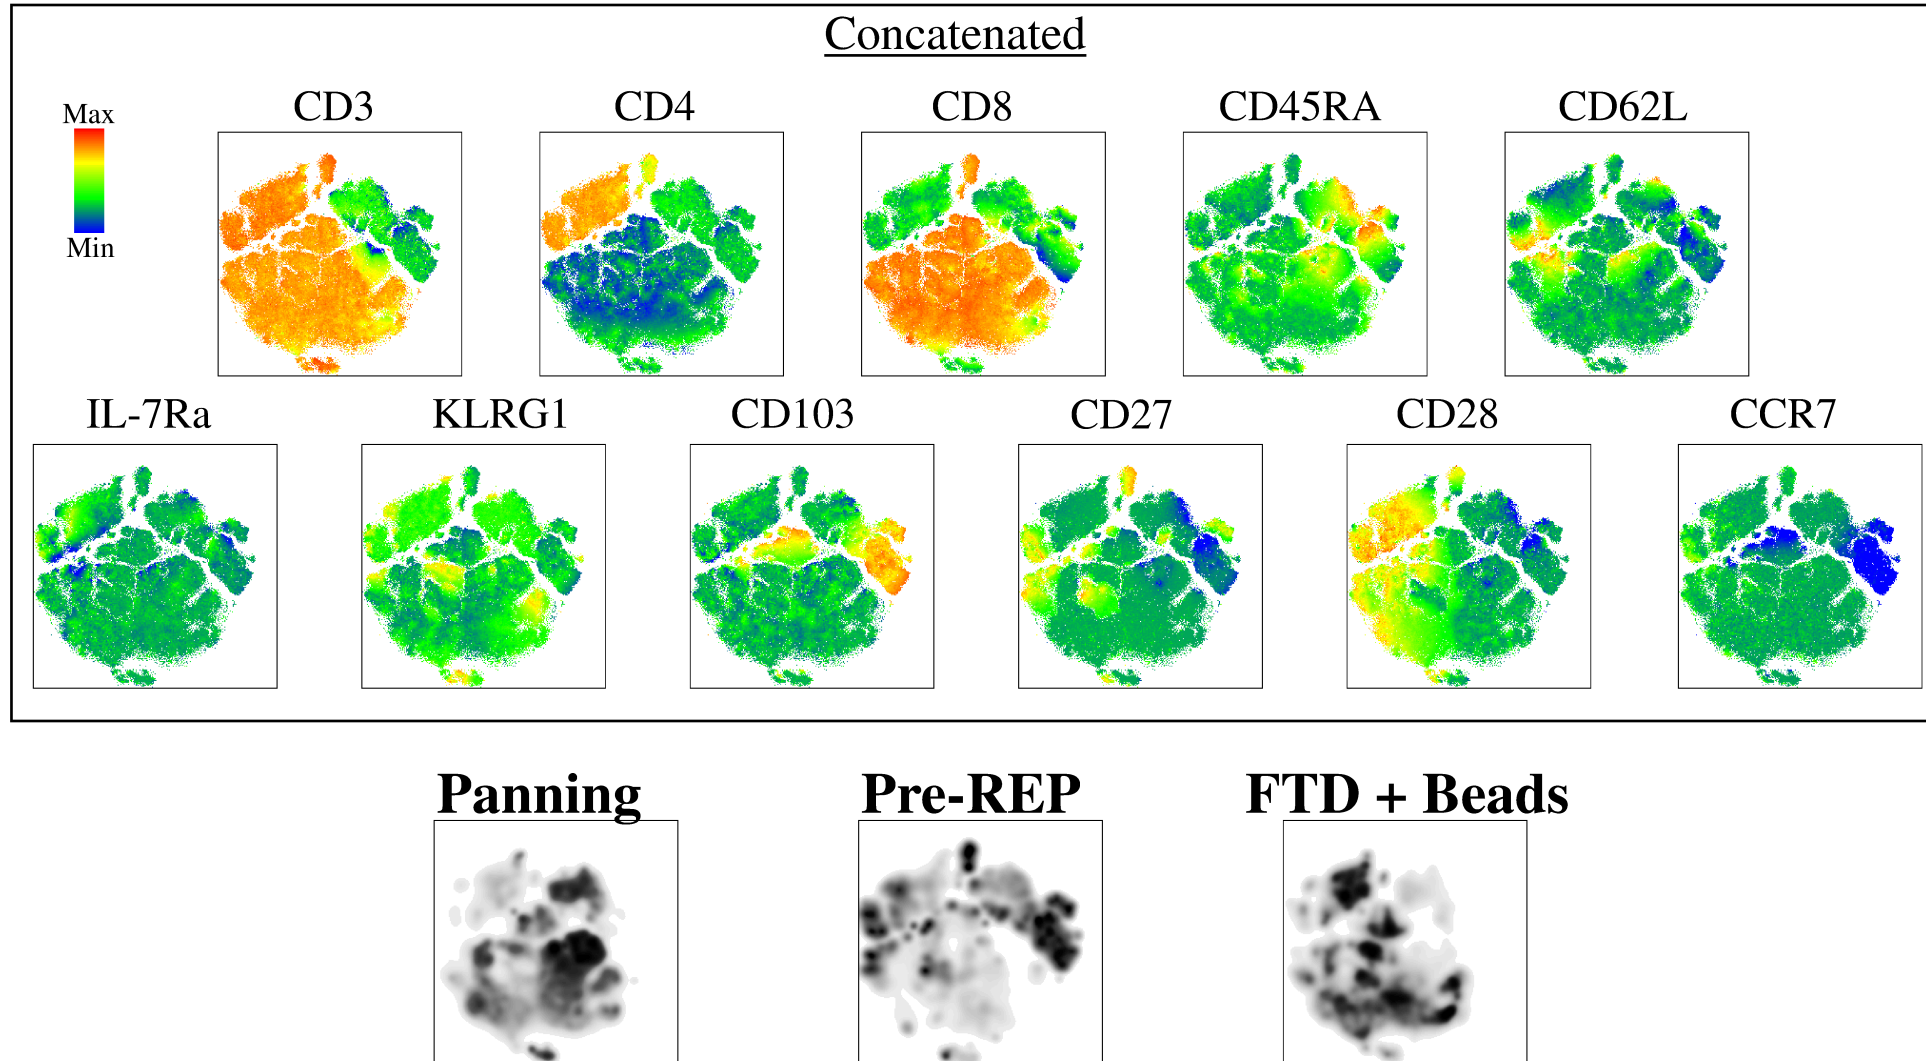 Concatenated
CD3 CD4 CD8 CD45RA CD62L
Max
Min
IL-7Ra KLRG1 CD103 CD27 CD28 CCR7
Panning Pre-REP FTD + Beads